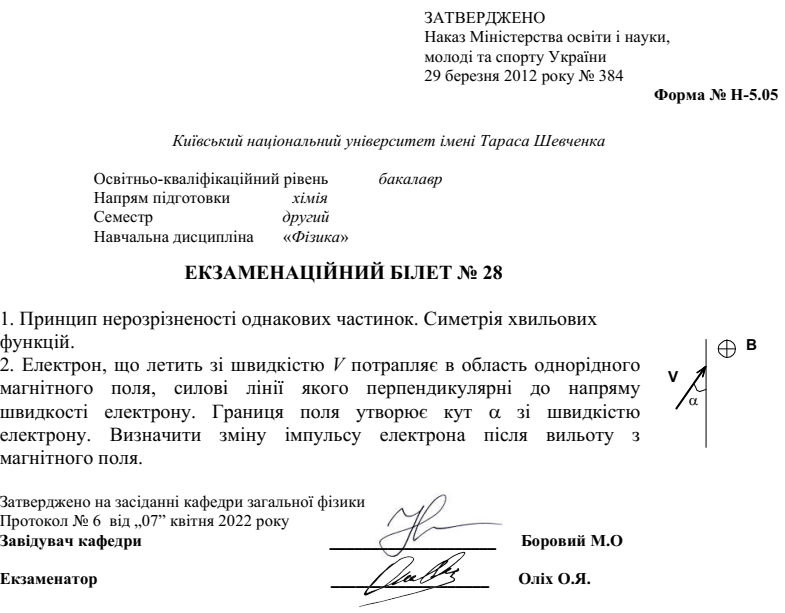 ЗАТВЕРДЖЕНО
Наказ Міністерства освіти і науки,
молоді та спорту України
29 березня 2012 року № 384
Форма № Н-5.05
Київський національний університет імені Тараса Шевченка
Освітньо-кваліфікаційний рівень бакалавр
Напрям підготовки хімія
Семестр другий
Навчальна дисципліна «Фізика»
ЕКЗАМЕНАЦІЙНИЙ БІЛЕТ № 28
1. Принцип нерозрізненості однакових частинок. Симетрія хвильових
функцій.
2. Електрон, що летить зі швидкістю V потрапляє в область однорідного
магнітного поля, силові лінії якого перпендикулярні до напряму
швидкості електрону. Границя поля утворює кут α зі швидкістю
електрону. Визначити зміну імпульсу електрона після вильоту з
магнітного поля.
B
V
α
Затверджено на засіданні кафедри загальної фізики
Протокол № 6 від „07” квітня 2022 року
Завідувач кафедри Боровий М.О
Екзаменатор Оліх О.Я.